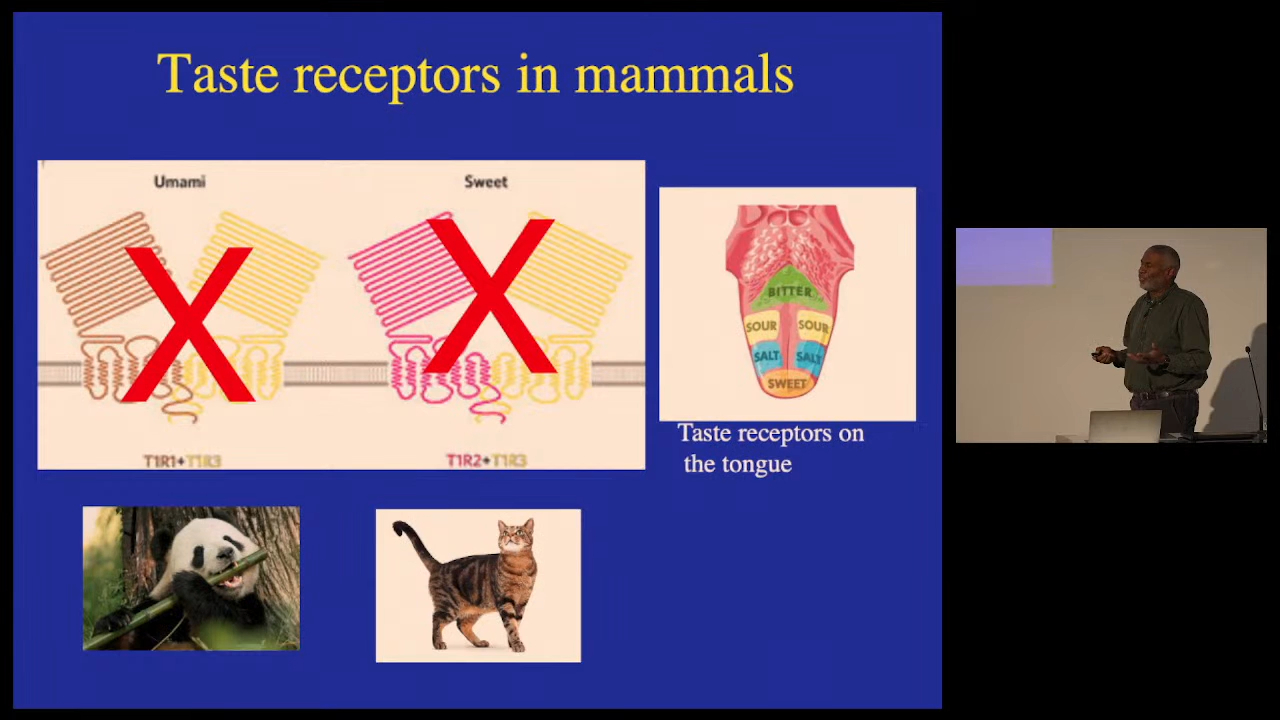 Taste receptors in mammals
Umami
Sweet
T1R1+T1R3
T1R2+T1R3
BITTER
SOUR
SOUR
SALT
SALT
SWEET
Taste receptors on
the tongue